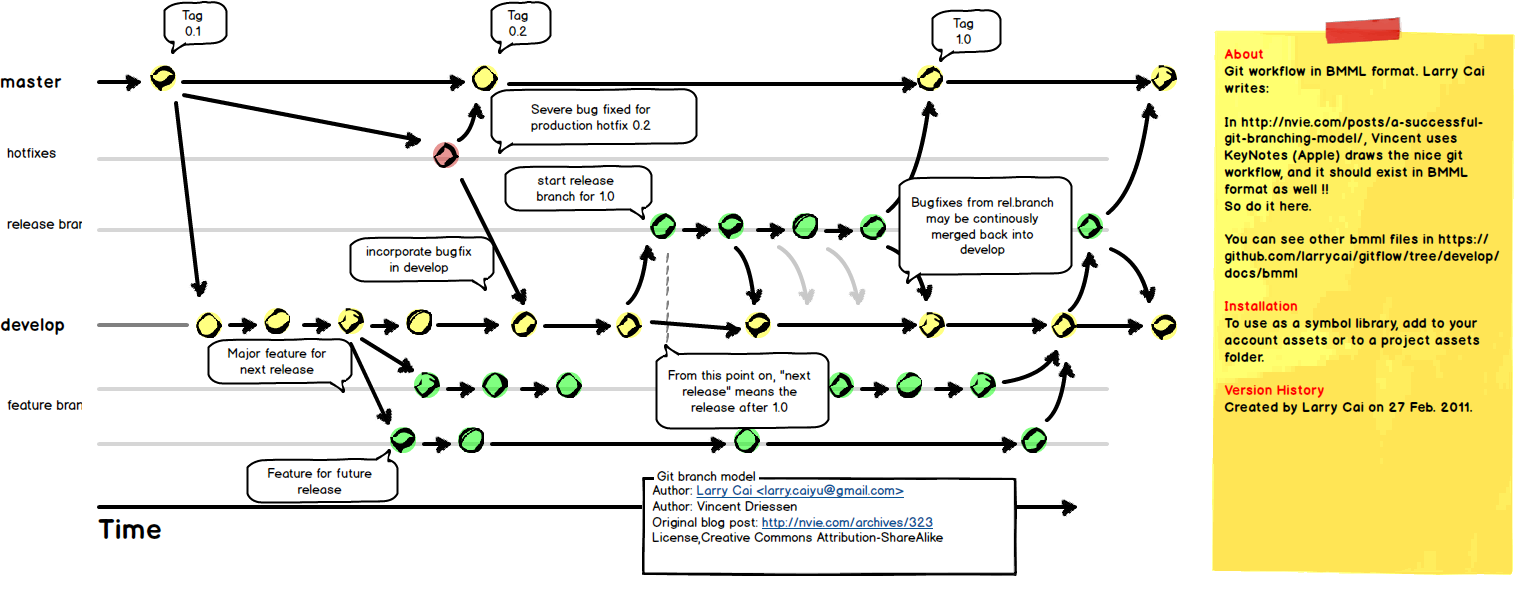 Tag
0.1
Tag
0.2
Tag
1.0
master
Severe bug fixed for
production hotfix 0.2
hotfixes
start release
branch for 1.0
Bugfixes from rel.branch
may be continously
merged back into
develop
release bran
incorporate bugfix
in develop
develop
Major feature for
next release
From this point on, "next
release" means the
release after 1.0
feature bran
Feature for future
release
Git branch model
Author: Larry Cai <larry.caiyu@gmail.com>
Author: Vincent Driessen
Original blog post: http://nvie.com/archives/323
License,Creative Commons Attribution-ShareAlike
Time
About
Git workflow in BMML format. Larry Cai
writes:
In http://nvie.com/posts/a-successful-
git-branching-model/, Vincent uses
KeyNotes (Apple) draws the nice git
workflow, and it should exist in BMML
format as well !!
So do it here.
You can see other bmml files in https://
github.com/larrycai/gitflow/tree/develop/
docs/bmml
Installation
To use as a symbol library, add to your
account assets or to a project assets
folder.
Version History
Created by Larry Cai on 27 Feb. 2011.